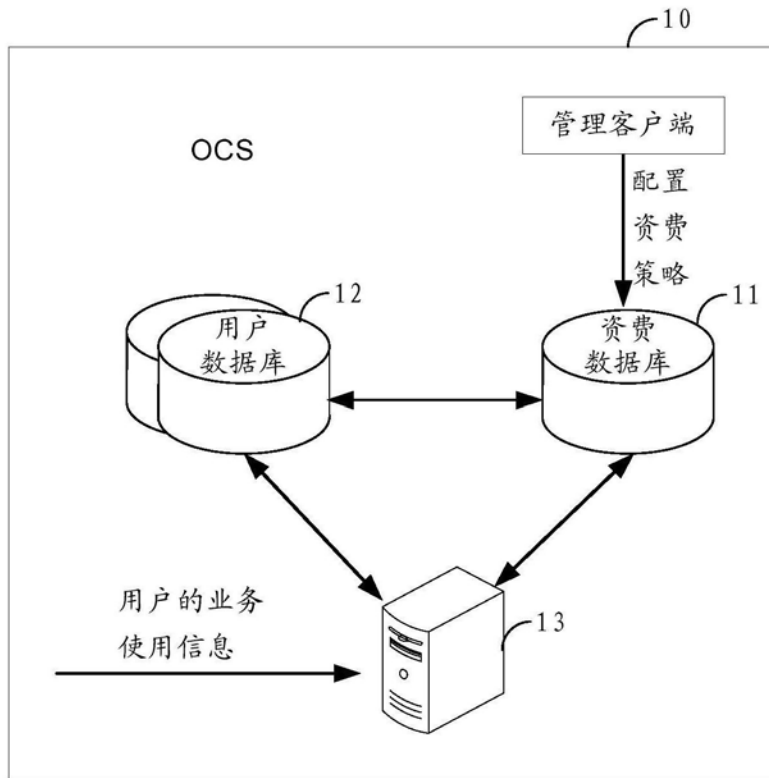 10
管理客户端
OCS
配置
资费
策略
12
11
用户
数据库
资费
数据库
用户的业务
使用信息
13